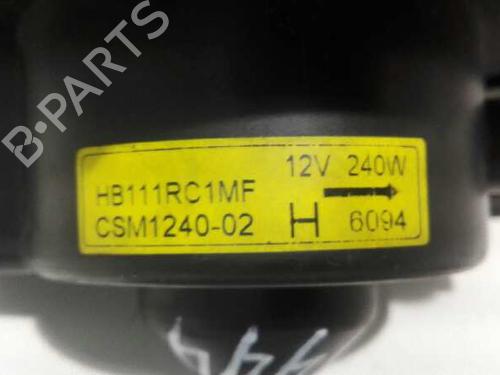 B-PARTS
HB111RC1MF 12V 240W
CSM1240-02 H 6094